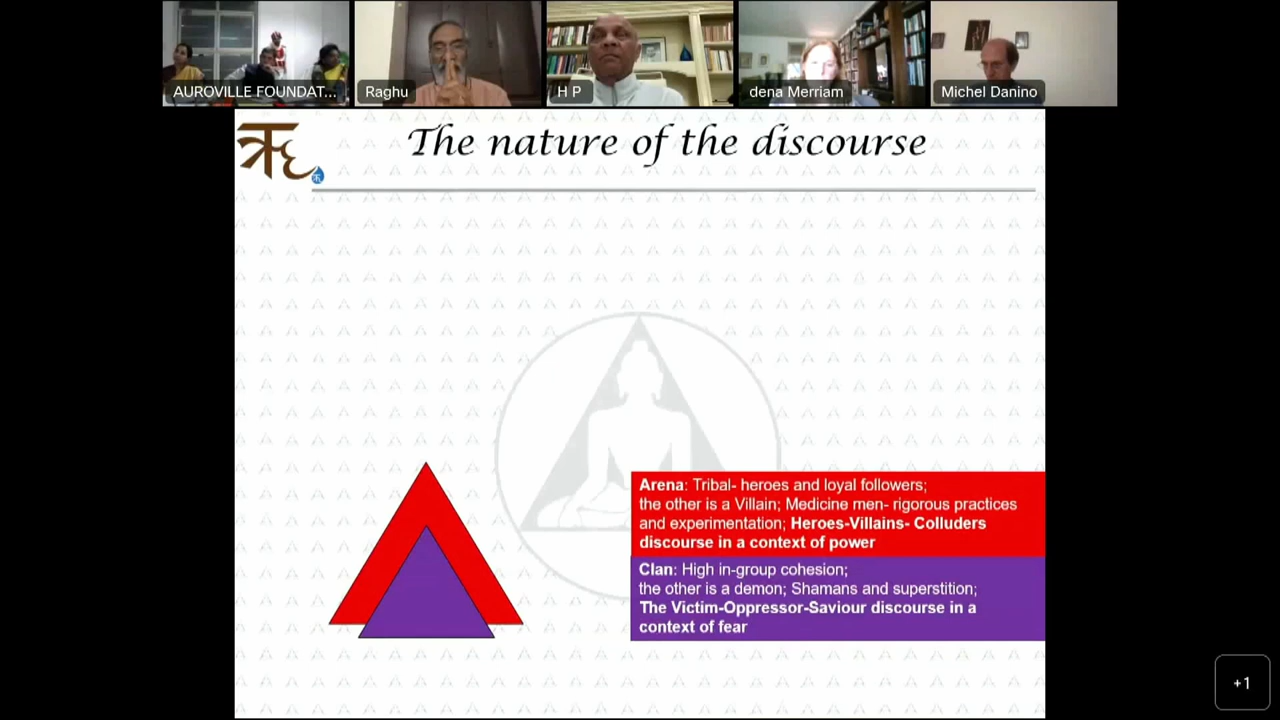 AUROVILLE FOUNDAT...
Raghu
H P
dena Merriam
Michel Danino
ऋ
The nature of the discourse
Arena: Tribal- heroes and loyal followers;
the other is a Villain; Medicine men- rigorous practices
and experimentation; Heroes-Villains- Colluders
discourse in a context of power
Clan: High in-group cohesion;
the other is a demon; Shamans and superstition;
The Victim-Oppressor-Saviour discourse in a
context of fear
+1